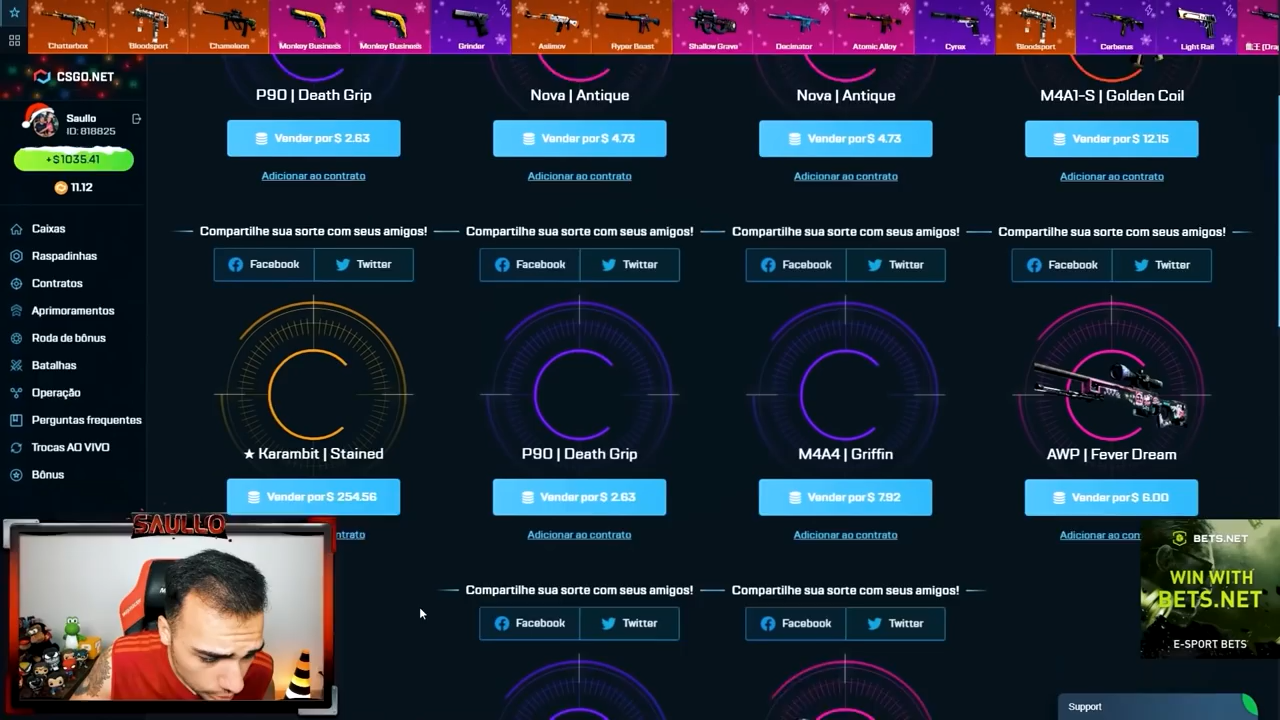 Chatterbox
Bloodsport
Chameleon
Monkey Business
Monkey Business
Grinder
Asiimov
Hyper Beast
Shallow Grave
Decimator
Atomic Alloy
Cyrex
Bloodsport
Cerberus
Light Rail
龍王 (Dra
CSGO.NET
Saullo
ID: 818825
+$1035.41
11.12
Caixas
Raspadinhas
Contratos
Aprimoramentos
Roda de bônus
Batalhas
Operação
Perguntas frequentes
Trocas AO VIVO
Bônus
P90 | Death Grip
Nova | Antique
Nova | Antique
M4A1-S | Golden Coil
Vender por $ 2.63
Vender por $ 4.73
Vender por $ 4.73
Vender por $ 12.15
Adicionar ao contrato
Adicionar ao contrato
Adicionar ao contrato
Adicionar ao contrato
Compartilhe sua sorte com seus amigos!
Compartilhe sua sorte com seus amigos!
Compartilhe sua sorte com seus amigos!
Compartilhe sua sorte com seus amigos!
Facebook
Twitter
Facebook
Twitter
Facebook
Twitter
Facebook
Twitter
★ Karambit | Stained
P90 | Death Grip
M4A4 | Griffin
AWP | Fever Dream
Vender por $ 254.56
Vender por $ 2.63
Vender por $ 7.92
Vender por $ 6.00
ntrato
Adicionar ao contrato
Adicionar ao contrato
Adicionar ao con
Compartilhe sua sorte com seus amigos!
Compartilhe sua sorte com seus amigos!
Facebook
Twitter
Facebook
Twitter
SAULLO
BETS.NET
WIN WITH
BETS.NET
E-SPORT BETS
Support